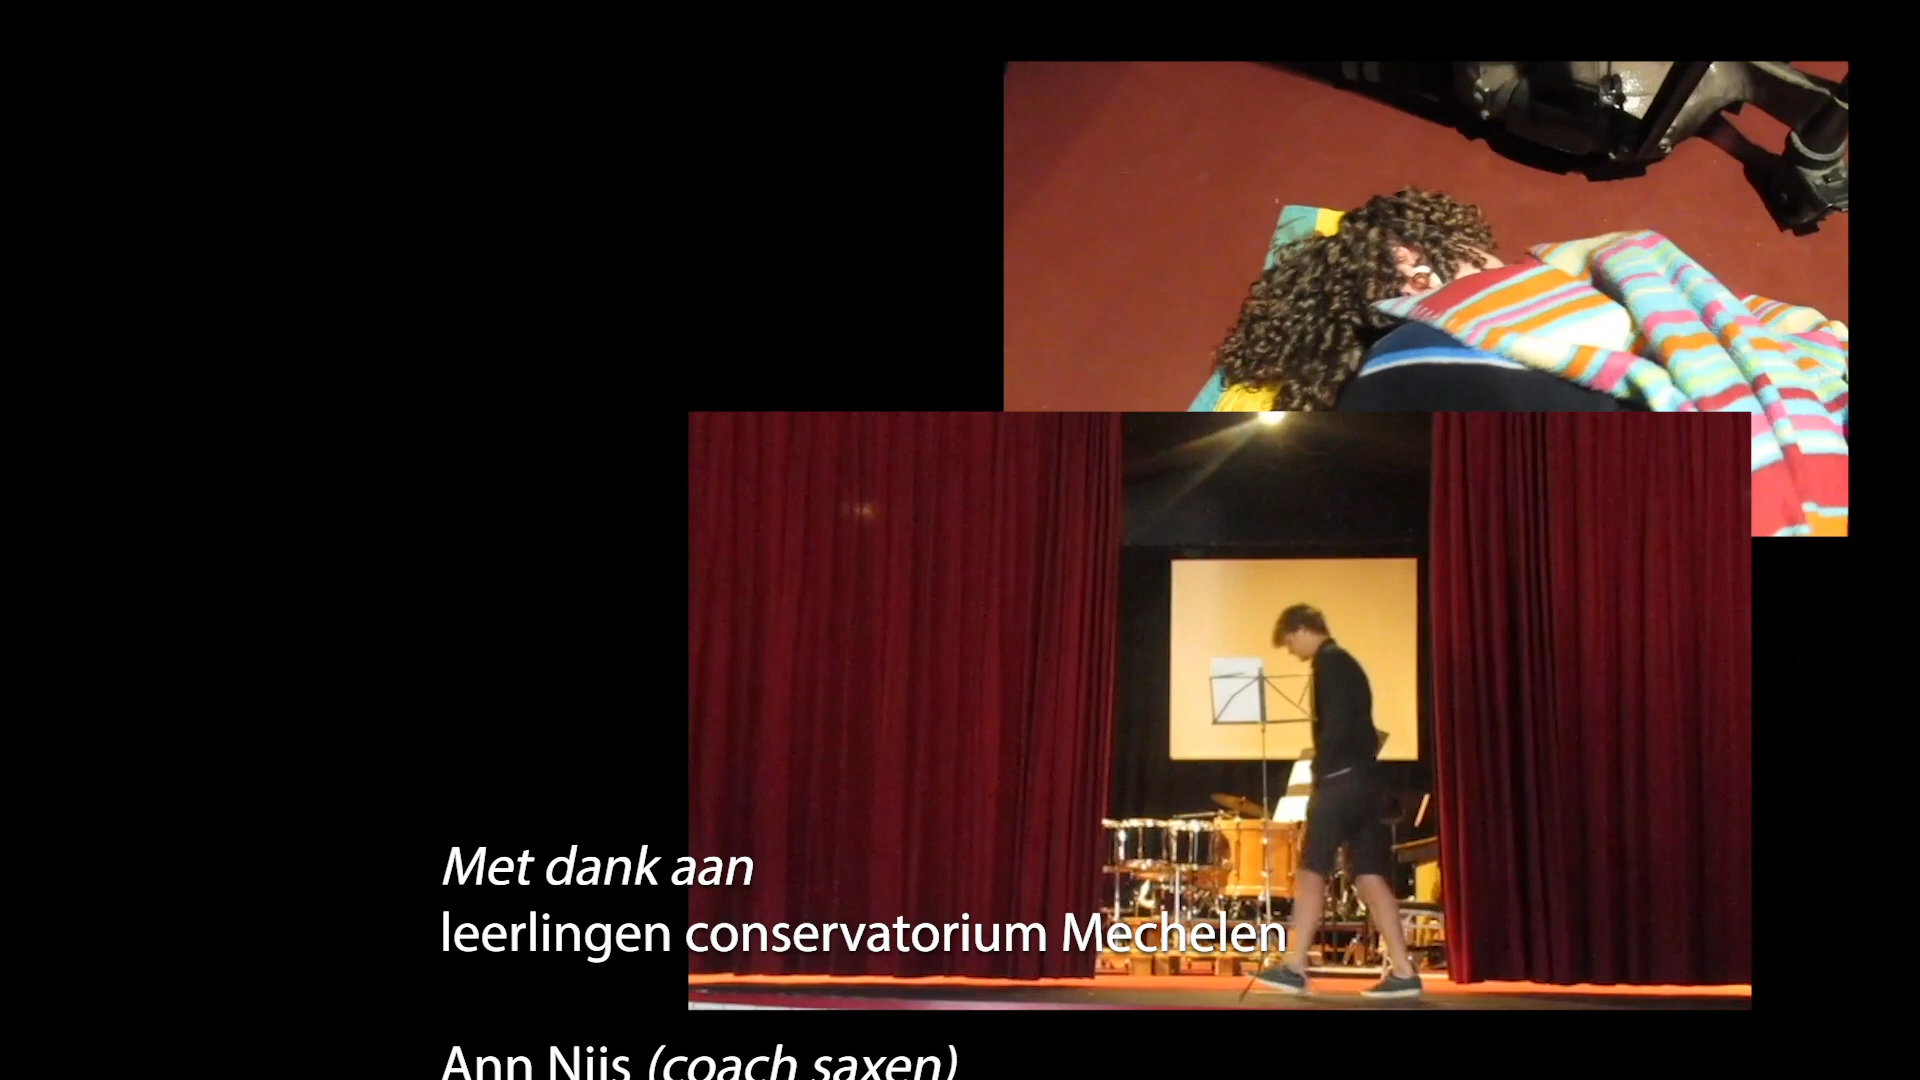 Met dank aan
leerlingen conservatorium Mechelen
Ann Nijs (coach saxen)